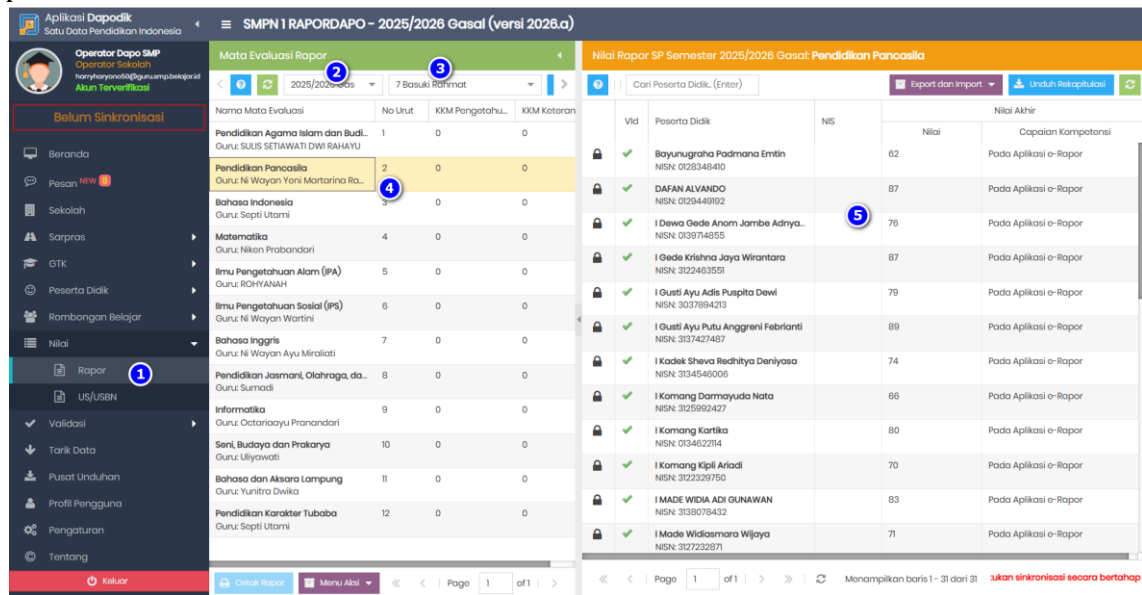 Aplikasi Dapodik
Satu Data Pendidikan Indonesia
SMPN 1 RAPORDAPO - 2025/2026 Gasal (versi 2026.a)
Operator Dapo SMP
Operator Sekolah
harryharyono60@guru.smp.belajar.id
Akun Terverifikasi
Belum Sinkronisasi
Beranda
Pesan NEW
Sekolah
Sarpras
GTK
Peserta Didik
Rombongan Belajar
Nilai
Rapor 1
US/USBN
Validasi
Tarik Data
Pusat Unduhan
Profil Pengguna
Pengaturan
Tentang
Keluar
Mata Evaluasi Rapor
2 3
2025/2026 Gas 7 Basuki Rahmat
Nama Mata Evaluasi No Urut KKM Pengetahu... KKM Keteran
Pendidikan Agama Islam dan Budi... 1 0 0
Guru: SULIS SETIAWATI DWI RAHAYU
Pendidikan Pancasila 2 0 0
Guru: Ni Wayan Yeni Martarina Ra...
4
Bahasa Indonesia 3 0 0
Guru: Septi Utami
Matematika 4 0 0
Guru: Niken Prabandari
Ilmu Pengetahuan Alam (IPA) 5 0 0
Guru: ROHYANAH
Ilmu Pengetahuan Sosial (IPS) 6 0 0
Guru: Ni Wayan Wartini
Bahasa Inggris 7 0 0
Guru: Ni Wayan Ayu Miraliati
Pendidikan Jasmani, Olahraga, da... 8 0 0
Guru: Sumadi
Informatika 9 0 0
Guru: Octariaayu Pranandari
Seni, Budaya dan Prakarya 10 0 0
Guru: Uliyawati
Bahasa dan Aksara Lampung 11 0 0
Guru: Yunitra Dwika
Pendidikan Karakter Tubaba 12 0 0
Guru: Septi Utami
Cetak Rapor Menu Aksi Page 1 of 1
Nilai Rapor SP Semester 2025/2026 Gasal: Pendidikan Pancasila
Cari Peserta Didik.. (Enter) Export dan Import Unduh Rekapitulasi
Vld Peserta Didik NIS Nilai Akhir
Nilai Capaian Kompetensi
Bayunugraha Padmana Emtin 62 Pada Aplikasi e-Rapor
NISN: 0128348410
DAFAN ALVANDO 87 Pada Aplikasi e-Rapor
NISN: 0129449192
5
I Dewa Gede Anom Jambe Adnya... 76 Pada Aplikasi e-Rapor
NISN: 0139714855
I Gede Krishna Jaya Wirantara 87 Pada Aplikasi e-Rapor
NISN: 3122463551
I Gusti Ayu Adis Puspita Dewi 79 Pada Aplikasi e-Rapor
NISN: 3037894213
I Gusti Ayu Putu Anggreni Febrianti 89 Pada Aplikasi e-Rapor
NISN: 3137427487
I Kadek Sheva Redhitya Deniyasa 74 Pada Aplikasi e-Rapor
NISN: 3134546006
I Komang Darmayuda Nata 66 Pada Aplikasi e-Rapor
NISN: 3125992427
I Komang Kartika 80 Pada Aplikasi e-Rapor
NISN: 0134622114
I Komang Kipli Ariadi 70 Pada Aplikasi e-Rapor
NISN: 3122329750
I MADE WIDIA ADI GUNAWAN 83 Pada Aplikasi e-Rapor
NISN: 3138078432
I Made Widiasmara Wijaya 71 Pada Aplikasi e-Rapor
NISN: 3127232871
Page 1 of 1 Menampilkan baris 1 - 31 dari 31 :ukan sinkronisasi secara bertahap